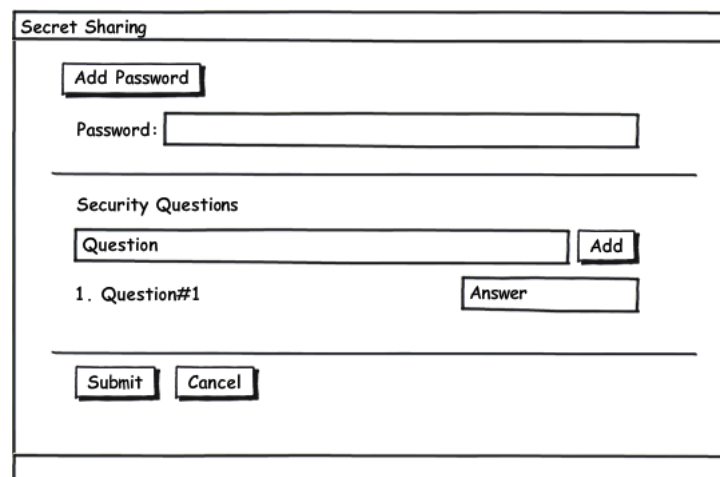 Secret Sharing
Add Password
Password:
Security Questions
Question Add
1. Question#1 Answer
Submit Cancel